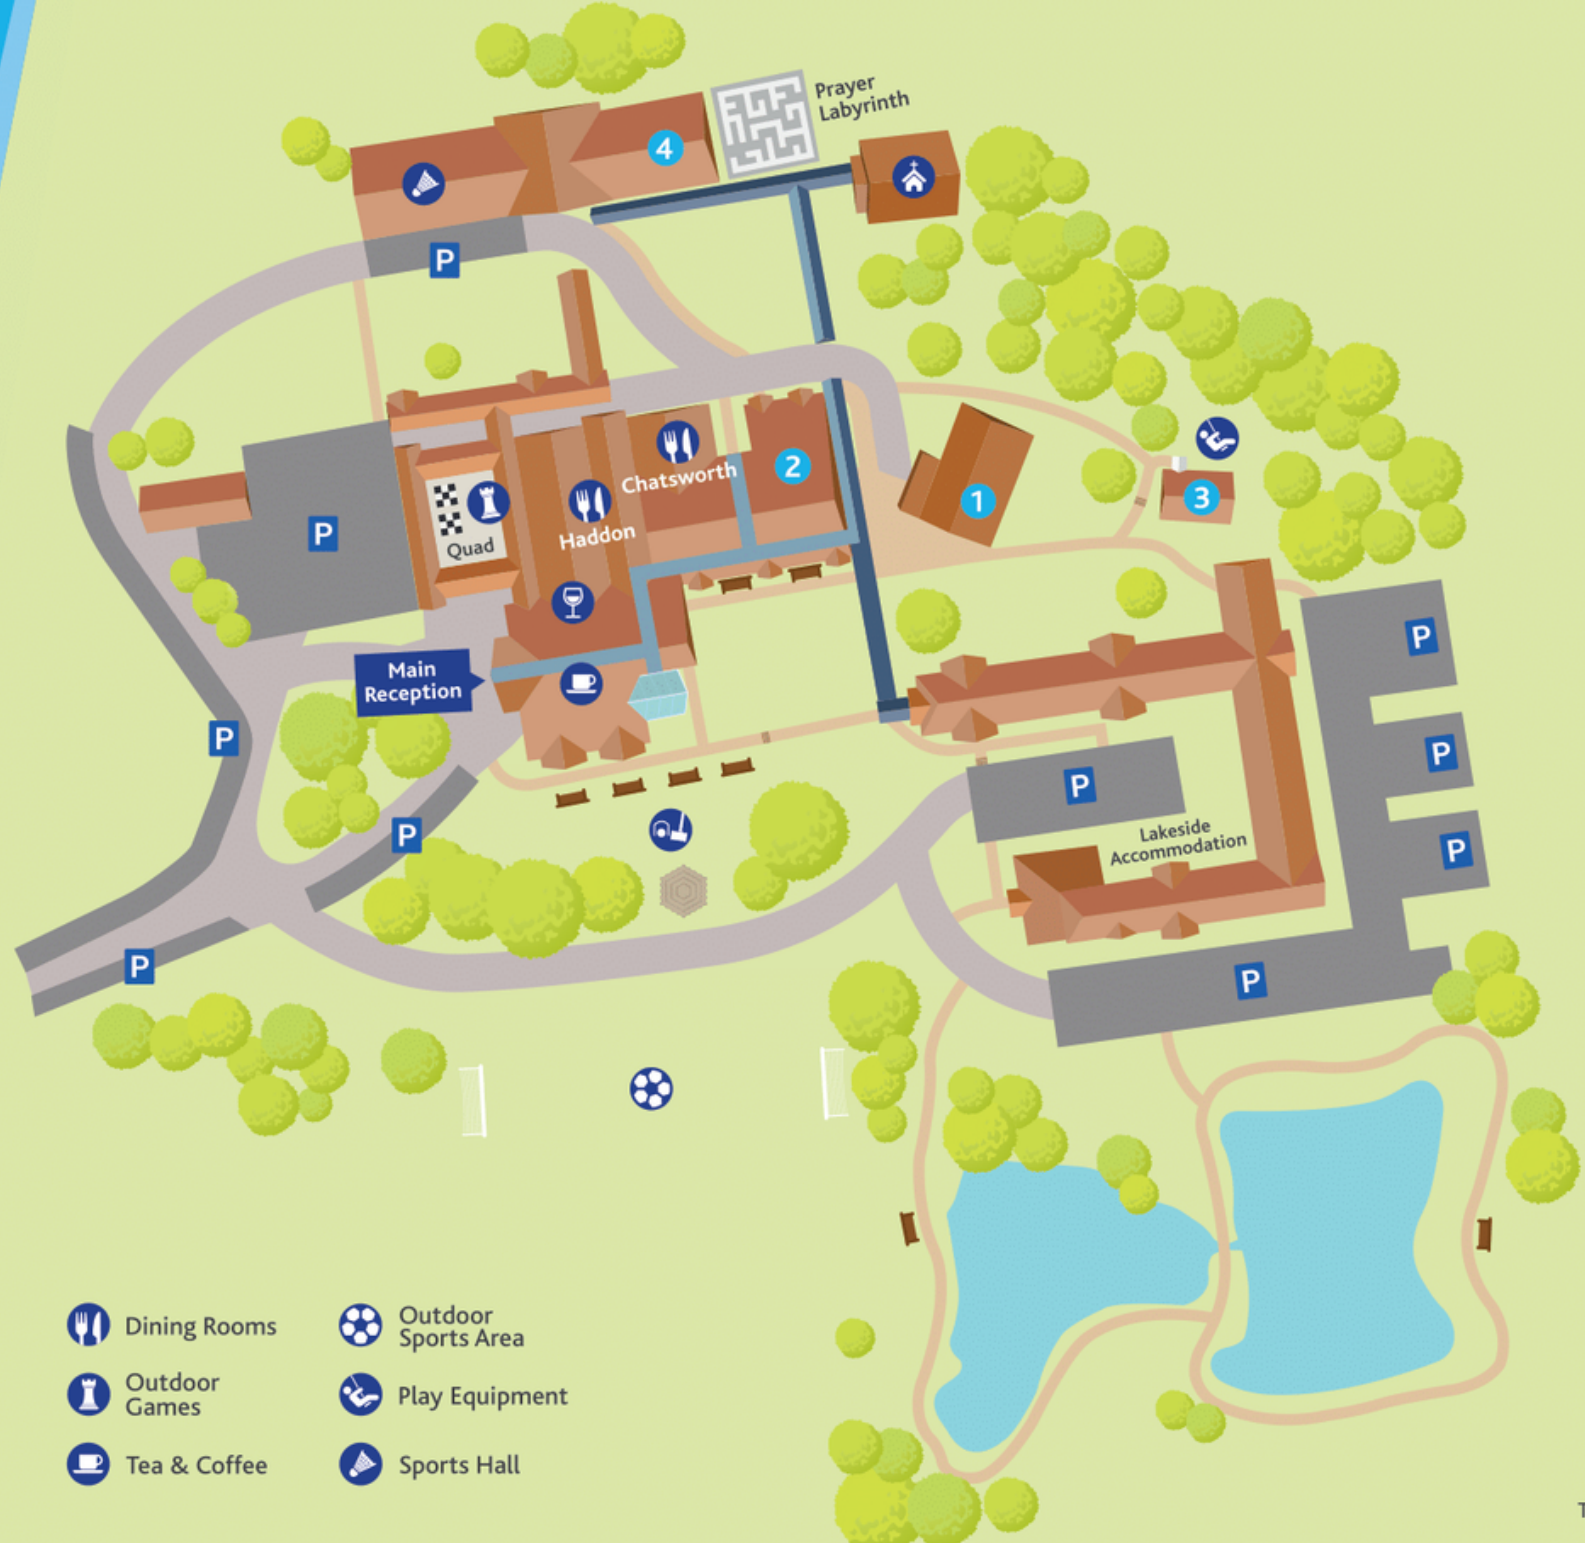 Prayer
Labyrinth
4
P
Chatsworth
2
1
3
Haddon
Quad
P
P
Main
Reception
P
P
P
P
Lakeside
Accommodation
P
P
P
P
Dining Rooms
Outdoor
Sports Area
Outdoor
Games
Play Equipment
Tea & Coffee
Sports Hall
T